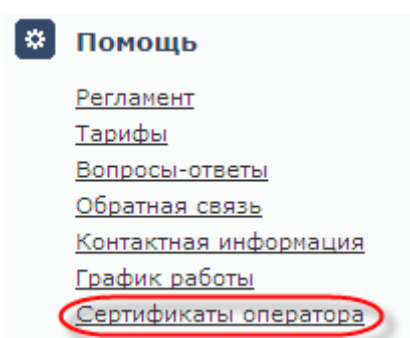 Помощь
Регламент
Тарифы
Вопросы-ответы
Обратная связь
Контактная информация
График работы
Сертификаты оператора